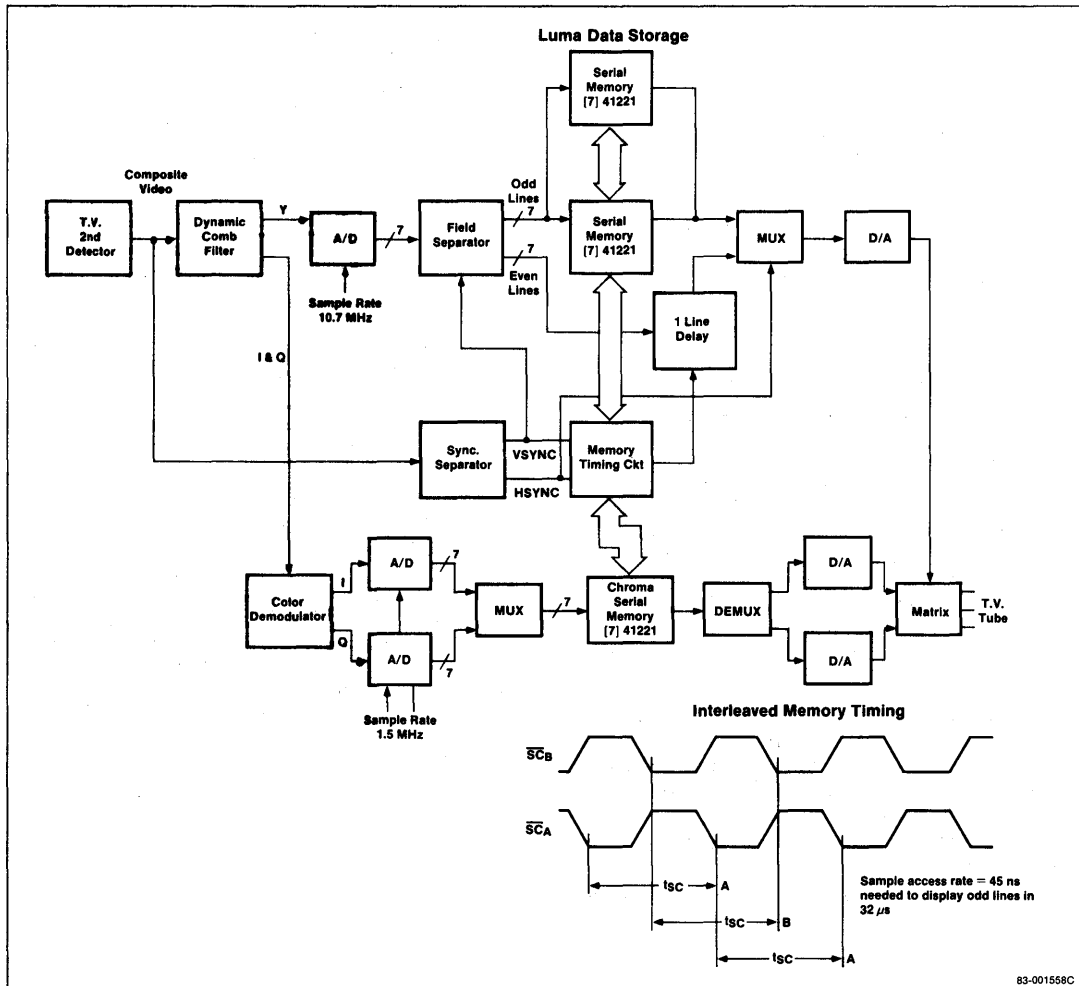 Luma Data Storage
Serial
Memory
[7] 41221
Composite
Video
T.V.
2nd
Detector
Dynamic
Comb
Filter
Y
A/D
7
Sample Rate
10.7 MHz
Field
Separator
Odd
Lines
7
7
Even
Lines
Serial
Memory
[7] 41221
MUX
D/A
1 Line
Delay
I & Q
Sync.
Separator
VSYNC
HSYNC
Memory
Timing Ckt
Color
Demodulator
I
Q
A/D
7
A/D
7
Sample Rate
1.5 MHz
MUX
7
Chroma
Serial
Memory
[7] 41221
DEMUX
D/A
D/A
Matrix
T.V.
Tube
Interleaved Memory Timing
SCB
SCA
tSC A
tSC B
tSC A
Sample access rate = 45 ns
needed to display odd lines in
32 μs
83-001558C